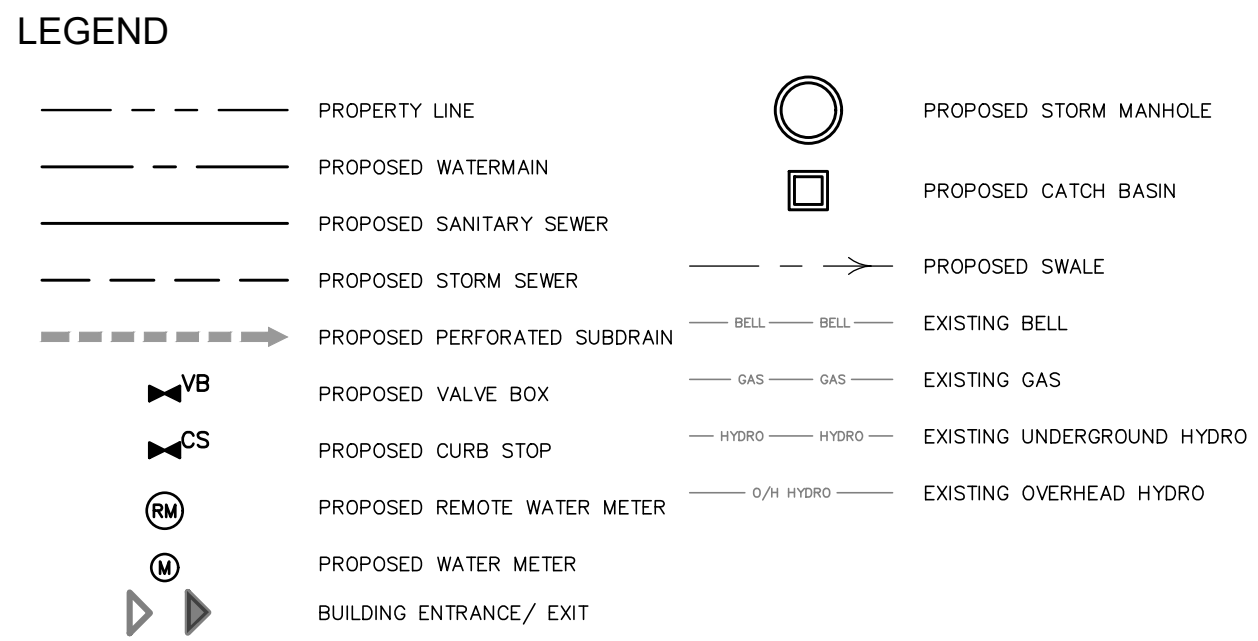 LEGEND
PROPERTY LINE
PROPOSED WATERMAIN
PROPOSED SANITARY SEWER
PROPOSED STORM SEWER
PROPOSED PERFORATED SUBDRAIN
VB PROPOSED VALVE BOX
CS PROPOSED CURB STOP
RM PROPOSED REMOTE WATER METER
M PROPOSED WATER METER
BUILDING ENTRANCE/ EXIT
PROPOSED STORM MANHOLE
PROPOSED CATCH BASIN
PROPOSED SWALE
BELL BELL EXISTING BELL
GAS GAS EXISTING GAS
HYDRO HYDRO EXISTING UNDERGROUND HYDRO
O/H HYDRO EXISTING OVERHEAD HYDRO